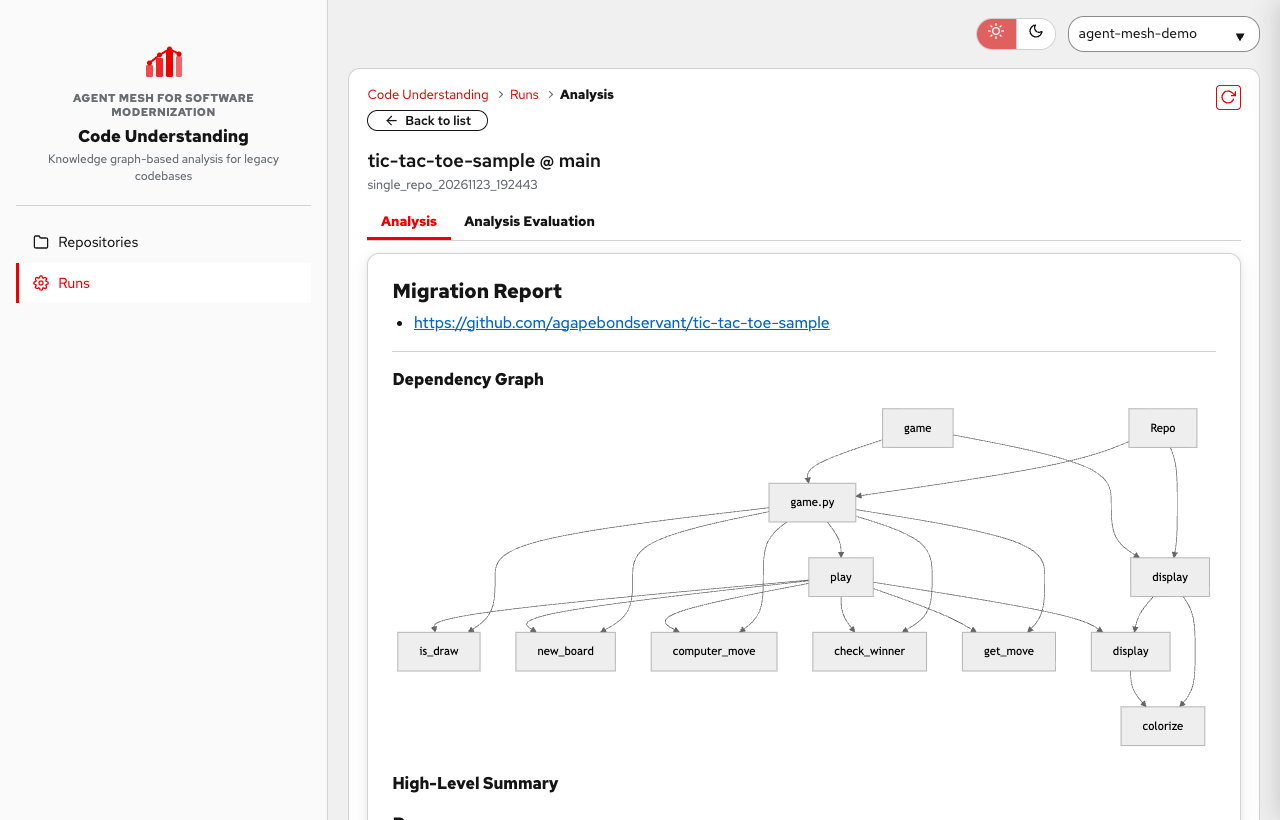 agent-mesh-demo
AGENT MESH FOR SOFTWARE
MODERNIZATION
Code Understanding
Knowledge graph-based analysis for legacy
codebases
Repositories
Runs
Code Understanding > Runs > Analysis
← Back to list
tic-tac-toe-sample @ main
single_repo_20261123_192443
Analysis
Analysis Evaluation
Migration Report
• https://github.com/agapebondservant/tic-tac-toe-sample
Dependency Graph
game
Repo
game.py
play
display
is_draw
new_board
computer_move
check_winner
get_move
display
colorize
High-Level Summary